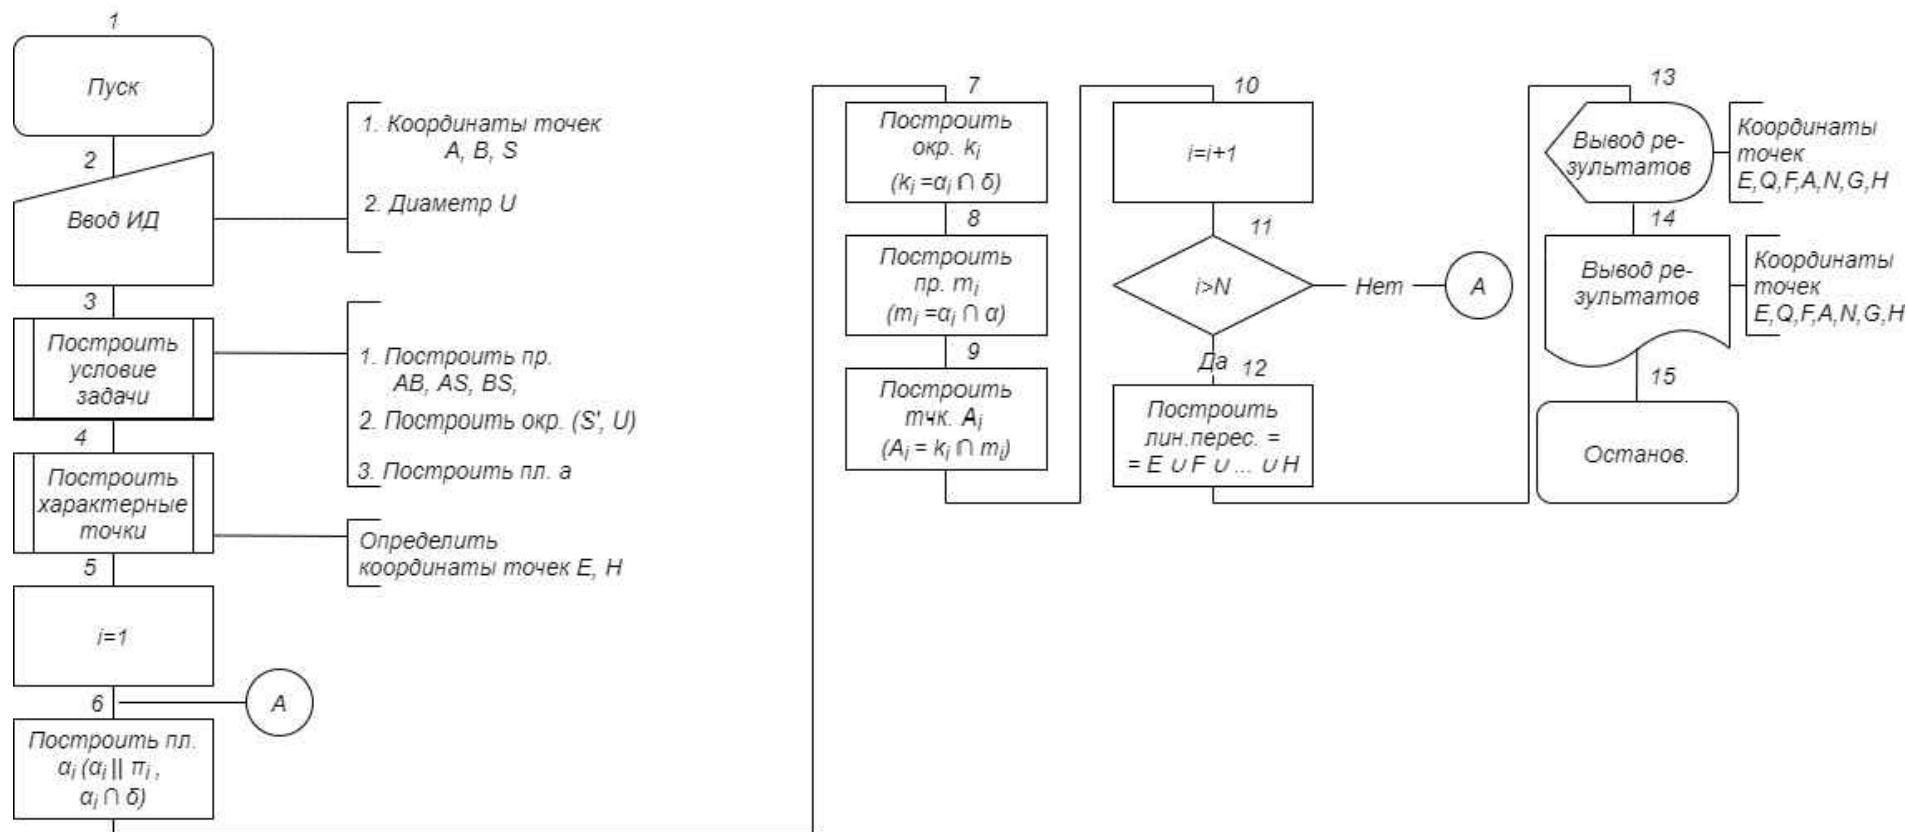 1
Пуск
2
Ввод ИД
1. Координаты точек
A, B, S
2. Диаметр U
3
Построить
условие
задачи
1. Построить пр.
AB, AS, BS,
2. Построить окр. (S', U)
3. Построить пл. a
4
Построить
характерные
точки
Определить
координаты точек E, H
5
i=1
6
A
Построить пл.
αi (αi || πi ,
αi ∩ δ)
7
Построить
окр. ki
(ki =αi ∩ δ)
8
Построить
пр. mi
(mi =αi ∩ α)
9
Построить
тчк. Ai
(Ai = ki ∩ mi)
10
i=i+1
11
i>N
Нет
A
Да
12
Построить
лин.перес. =
= E ∪ F ∪ ... ∪ H
13
Вывод ре-
зультатов
Координаты
точек
E,Q,F,A,N,G,H
14
Вывод ре-
зультатов
Координаты
точек
E,Q,F,A,N,G,H
15
Останов.